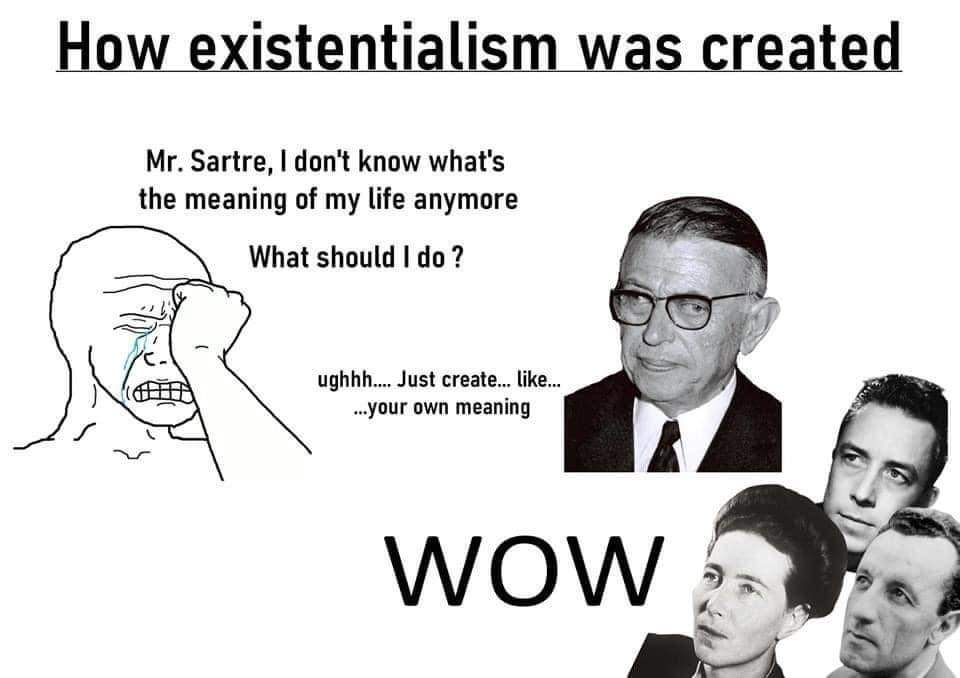 How existentialism was created
Mr. Sartre, I don't know what's
the meaning of my life anymore
What should I do ?
ughhh.... Just create... like...
...your own meaning
WOW